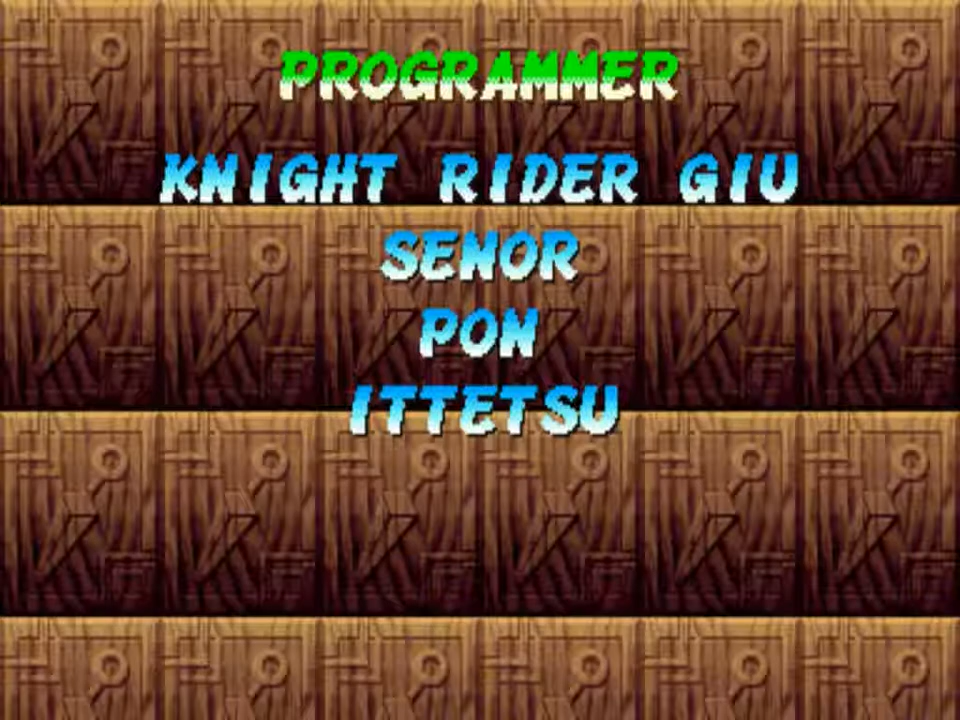 PROGRAMMER
KNIGHT RIDER GIU
SENOR
PON
ITTETSU